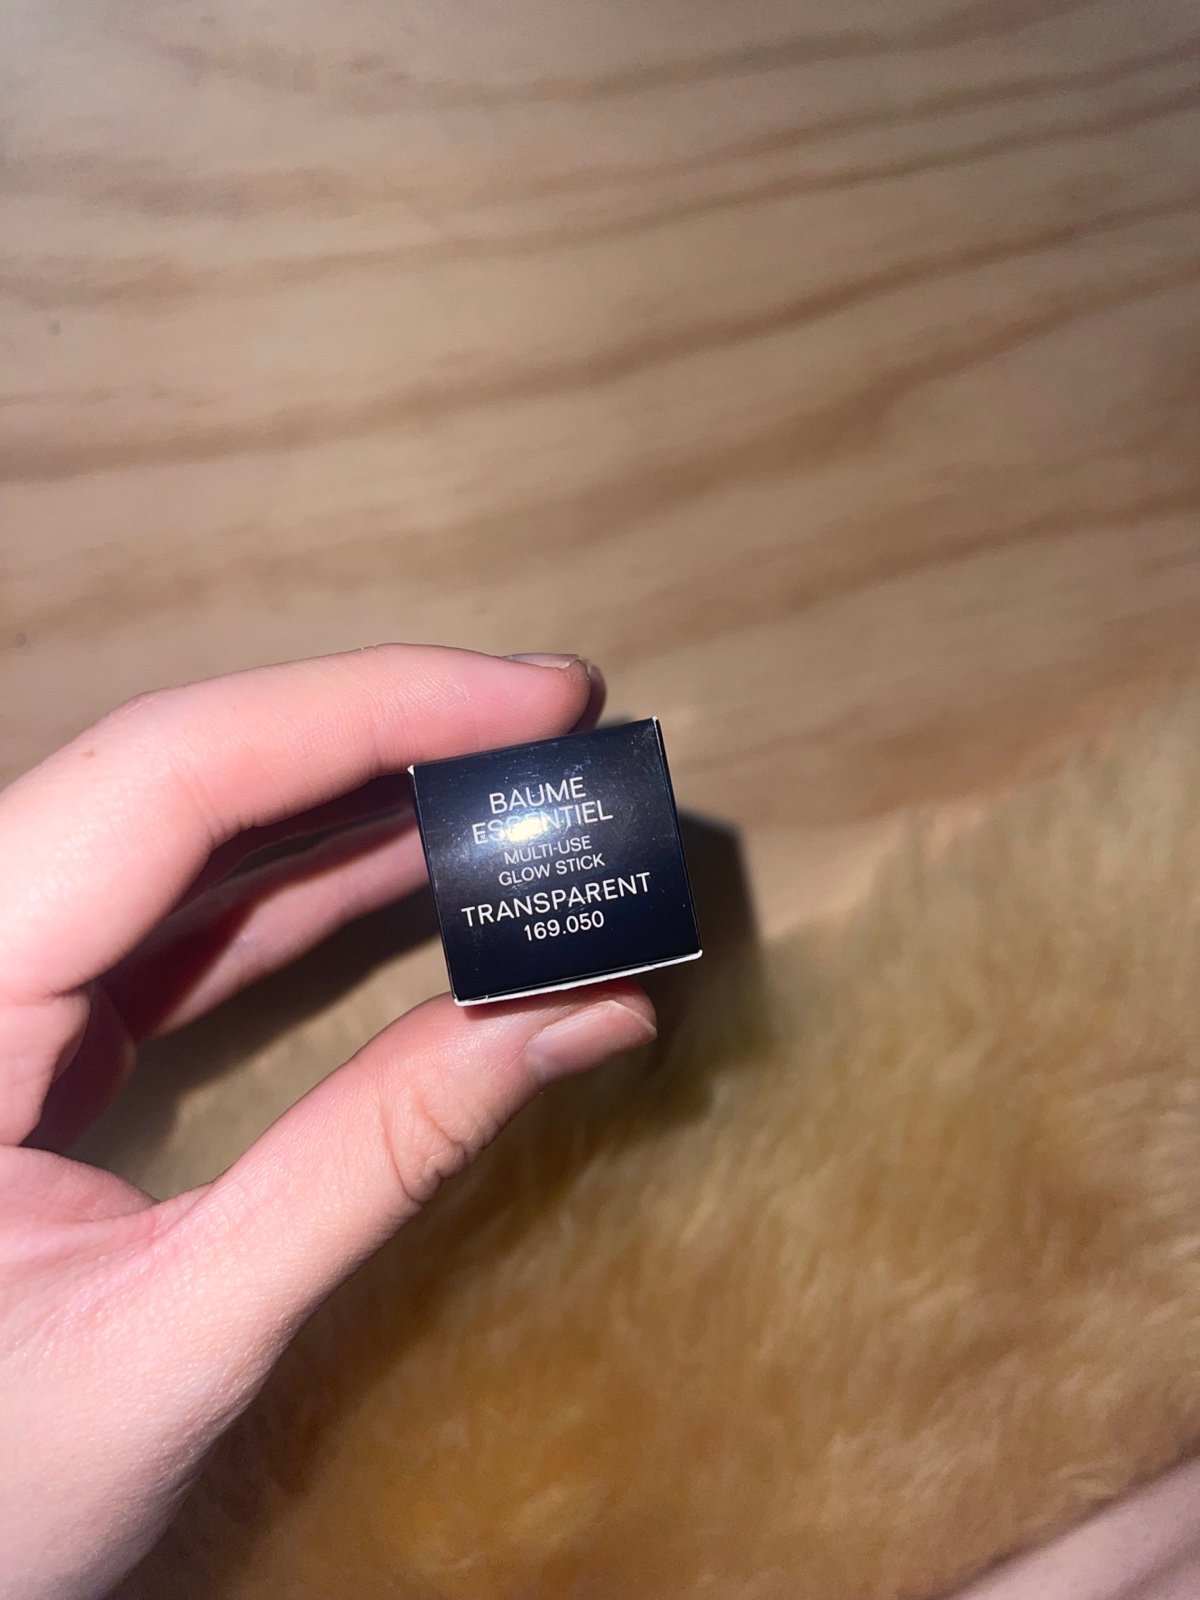 BAUME
ESSENTIEL
MULTI-USE
GLOW STICK
TRANSPARENT
169.050